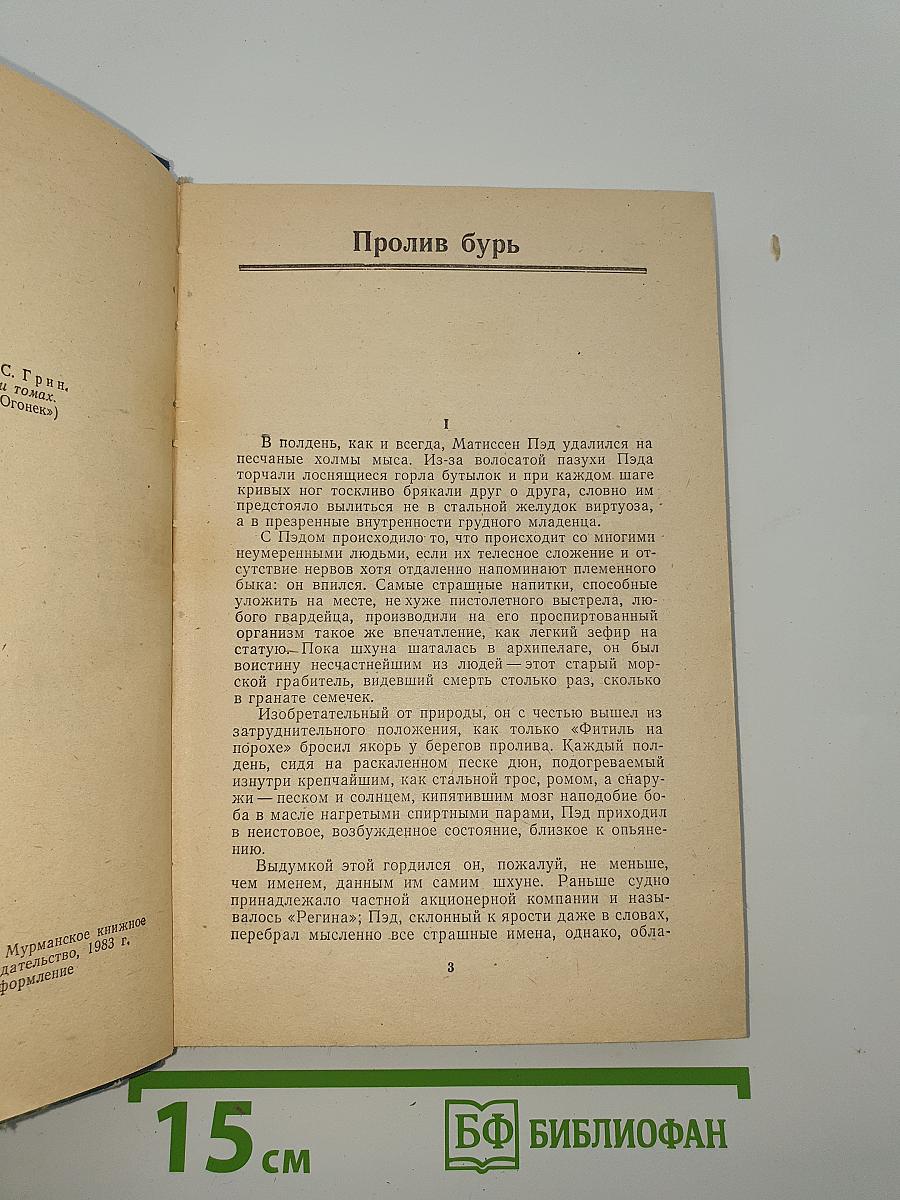 С. Грин.
и томах.
Огонек»)
Мурманское книжное
дательство, 1983 г.
формление
Пролив бурь
I
В полдень, как и всегда, Матиссен Пэд удалился на
песчаные холмы мыса. Из-за волосатой пазухи Пэда
торчали лоснящиеся горла бутылок и при каждом шаге
кривых ног тоскливо брякали друг о друга, словно им
предстояло вылиться не в стальной желудок виртуоза,
а в презренные внутренности грудного младенца.
С Пэдом происходило то, что происходит со многими
неумеренными людьми, если их телесное сложение и от-
сутствие нервов хотя отдаленно напоминают племенного
быка: он впился. Самые страшные напитки, способные
уложить на месте, не хуже пистолетного выстрела, лю-
бого гвардейца, производили на его проспиртованный
организм такое же впечатление, как легкий зефир на
статую.—Пока шхуна шаталась в архипелаге, он был
воистину несчастнейшим из людей — этот старый мор-
ской грабитель, видевший смерть столько раз, сколько
в гранате семечек.
Изобретательный от природы, он с честью вышел из
затруднительного положения, как только «Фитиль на
порохе» бросил якорь у берегов пролива. Каждый пол-
день, сидя на раскаленном песке дюн, подогреваемый
изнутри крепчайшим, как стальной трос, ромом, а снару-
жи — песком и солнцем, кипятившим мозг наподобие бо-
ба в масле нагретыми спиртными парами, Пэд приходил
в неистовое, возбужденное состояние, близкое к опьяне-
нию.
Выдумкой этой гордился он, пожалуй, не меньше,
чем именем, данным им самим шхуне. Раньше судно
принадлежало частной акционерной компании и назы-
валось «Регина»; Пэд, склонный к ярости даже в словах,
перебрал мысленно все страшные имена, однако, обла-
3
15 см
БФ БИБЛИОФАН